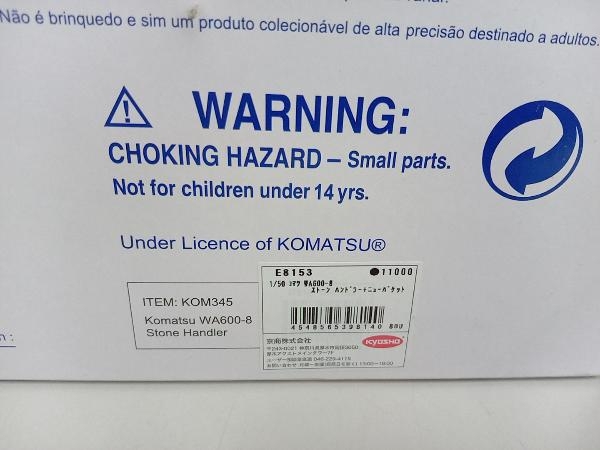 Não é brinquedo e sim um produto colecionável de alta precisão destinado a adultos.
WARNING:
CHOKING HAZARD – Small parts.
Not for children under 14 yrs.
Under Licence of KOMATSU®
ITEM: KOM345
Komatsu WA600-8
Stone Handler
E8153 ●11000
1/50 コマツ WA600-8
4548565398140
京商株式会社
KYOSHO